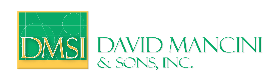 DMSI
DAVID MANCINI
& SONS, INC.